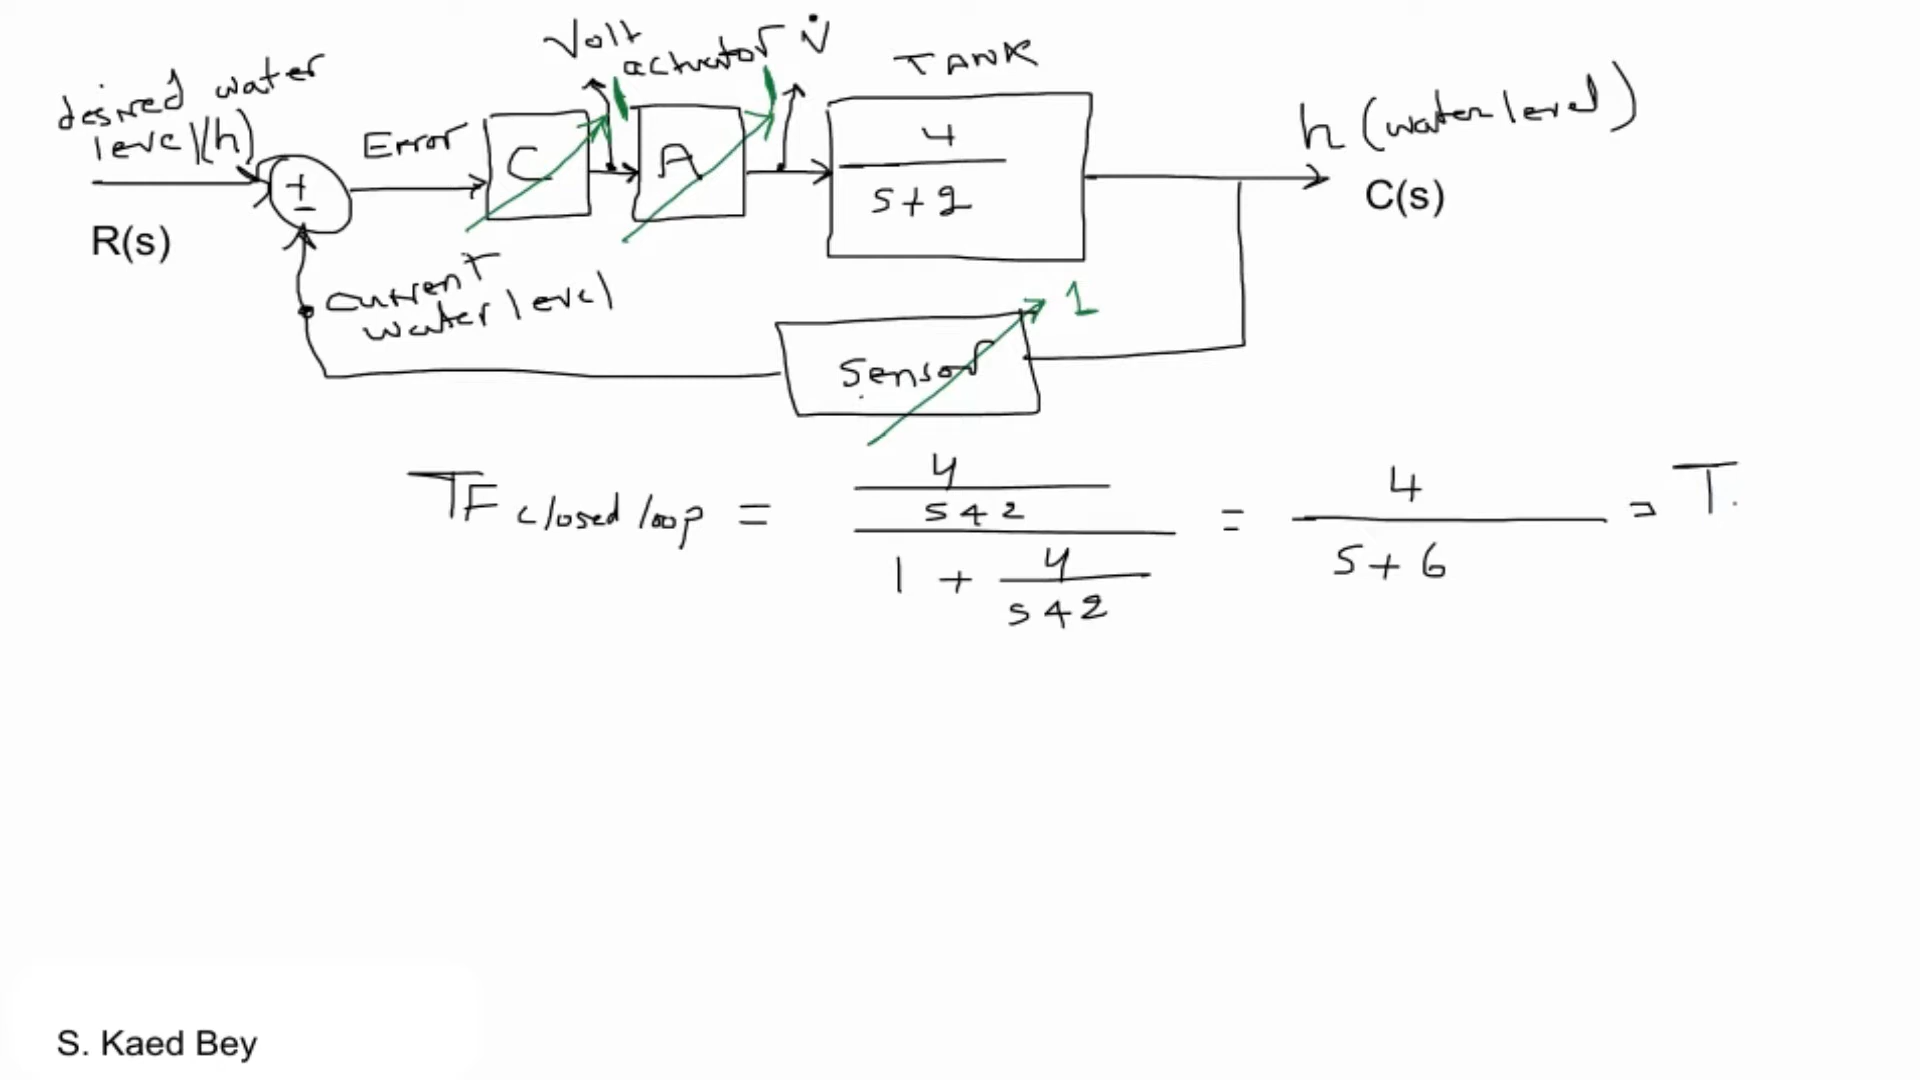 Volt
actuator V̇
TANK
desired water
level (h)
Error
C
A
4
s+2
h (water level)
+
−
R(s)
C(s)
current
water level
1
Sensor
TF closed loop = 4/(s+2) / (1 + 4/(s+2)) = 4/(s+6) = T.
S. Kaed Bey